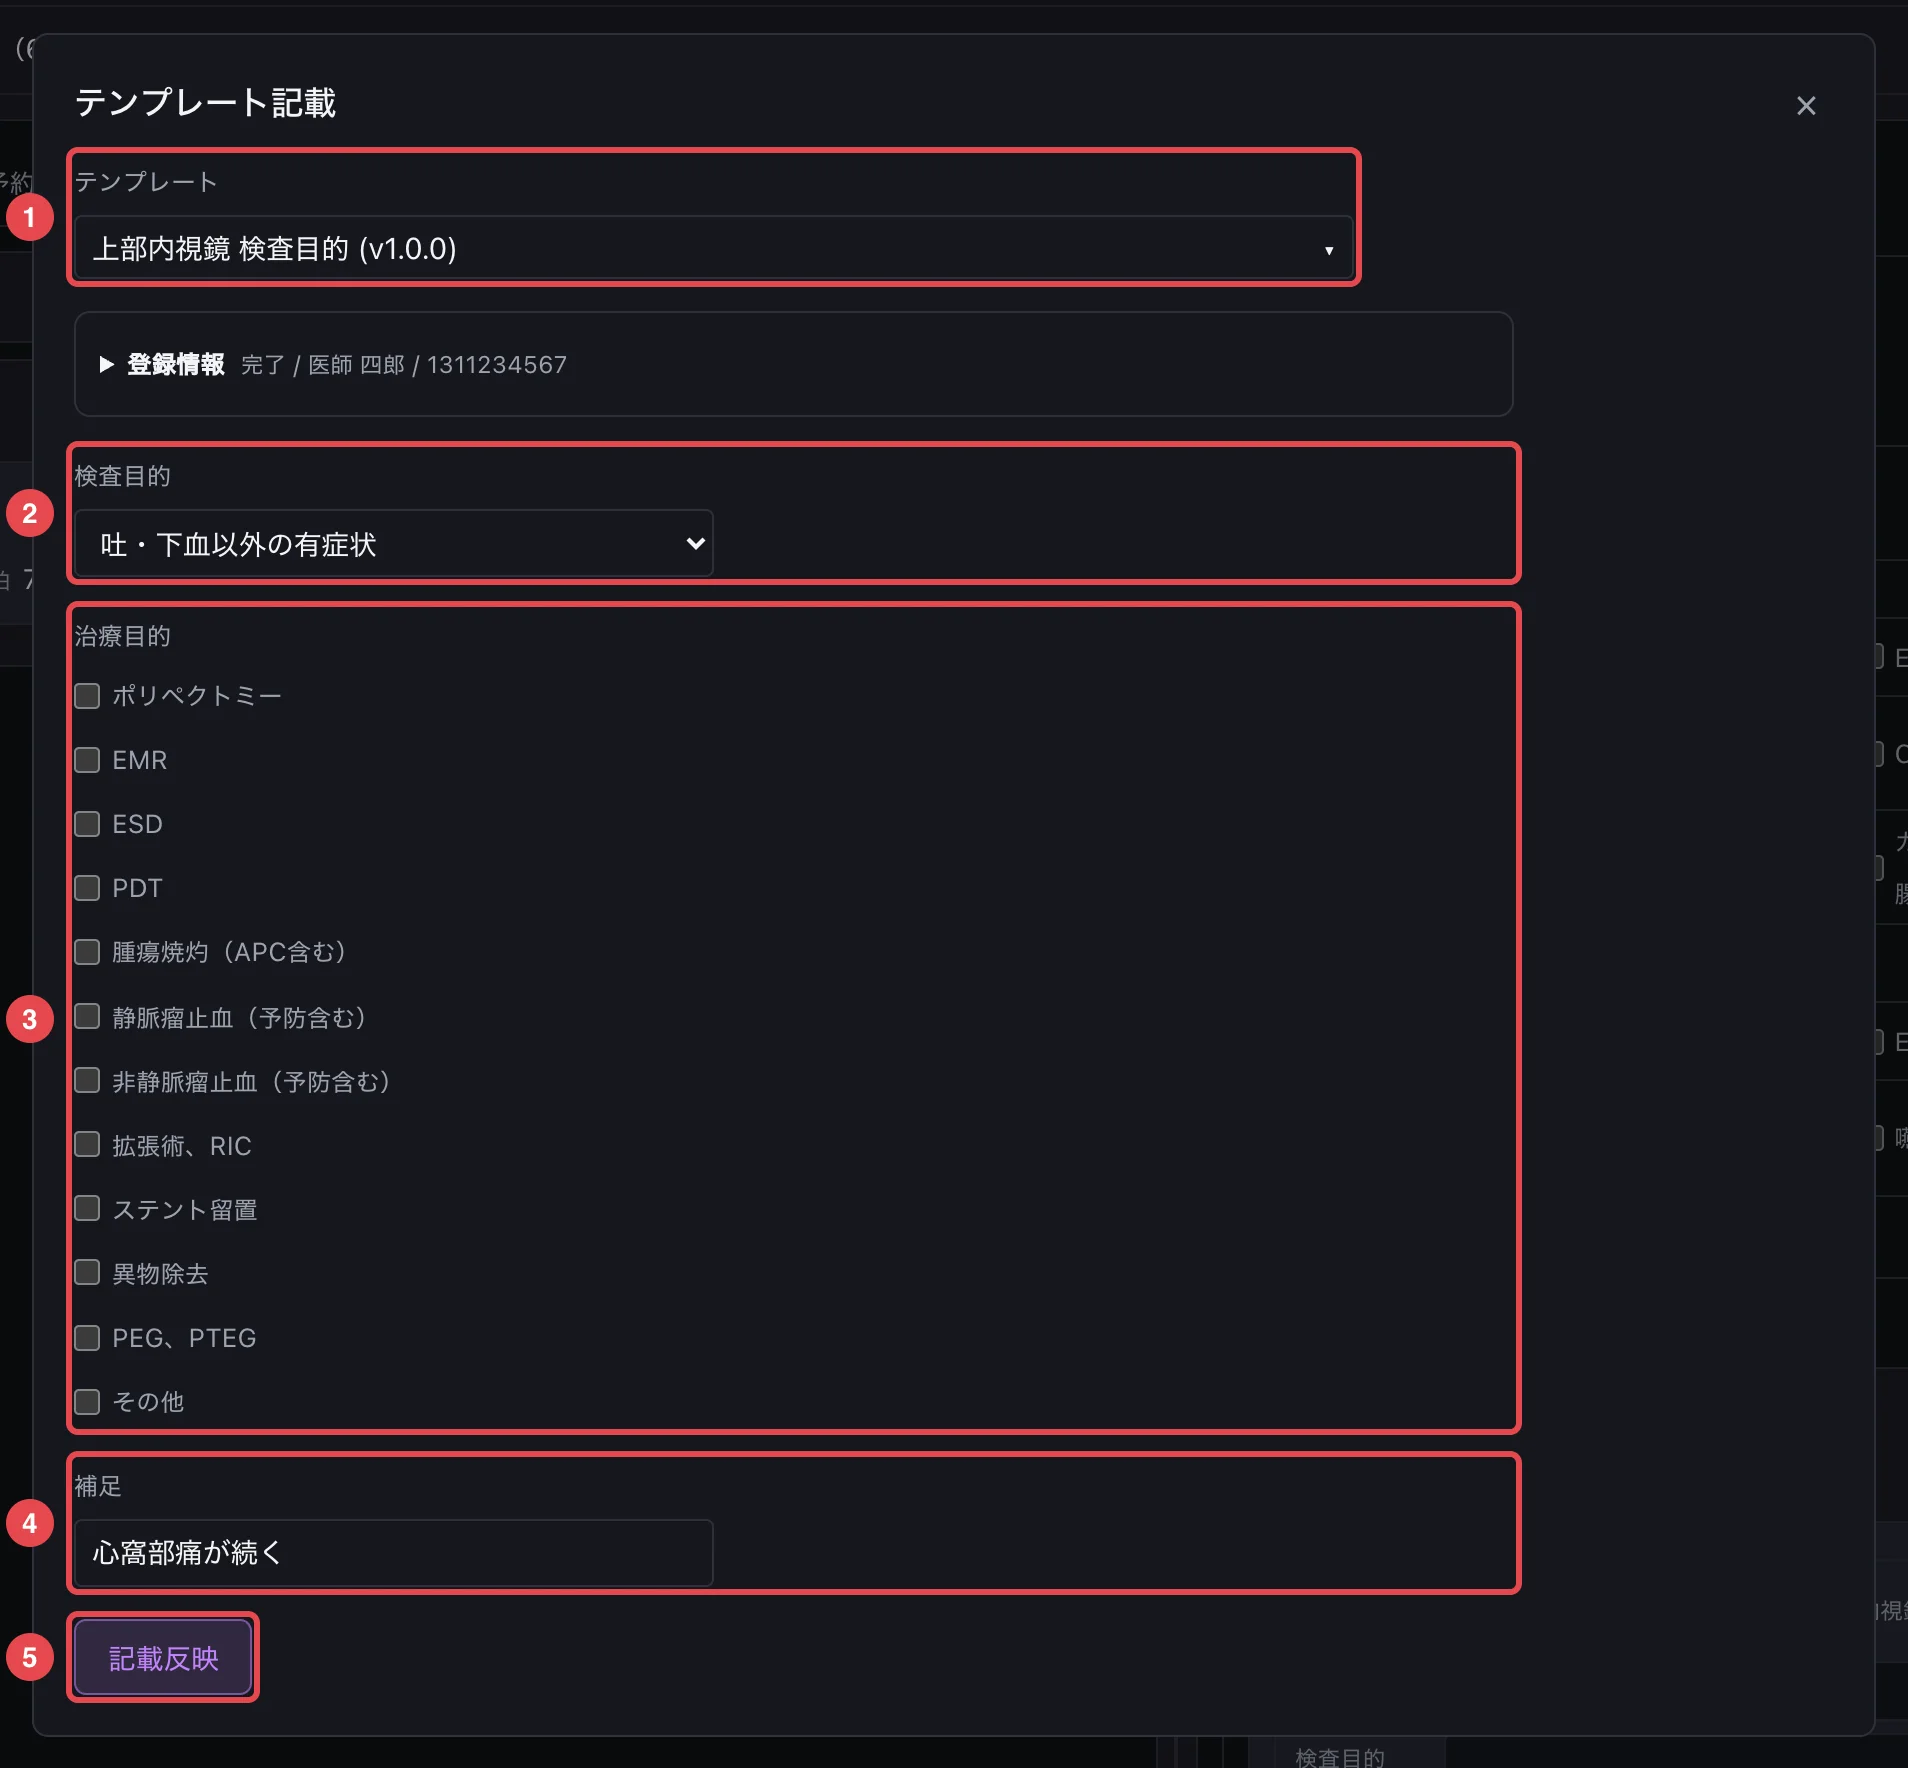 テンプレート記載
×
テンプレート
1
上部内視鏡 検査目的 (v1.0.0)
登録情報 完了 / 医師 四郎 / 1311234567
検査目的
2
吐・下血以外の有症状
治療目的
ポリペクトミー
EMR
ESD
PDT
腫瘍焼灼（APC含む）
3
静脈瘤止血（予防含む）
非静脈瘤止血（予防含む）
拡張術、RIC
ステント留置
異物除去
PEG、PTEG
その他
補足
4
心窩部痛が続く
5
記載反映
検査目的